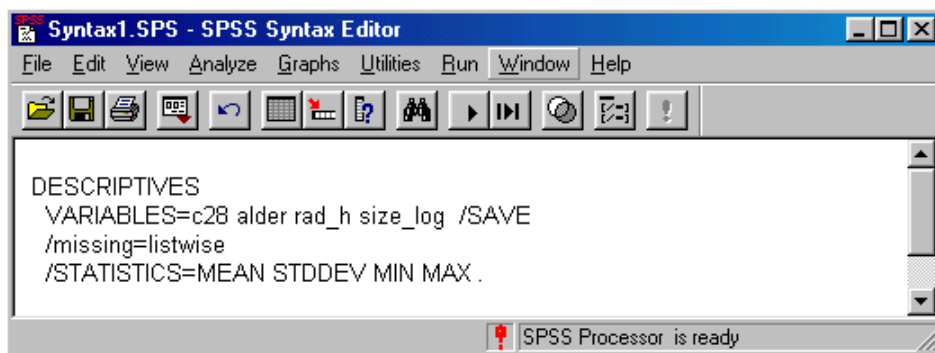 SPSS
Syntax1.SPS - SPSS Syntax Editor
File Edit View Analyze Graphs Utilities Run Window Help
DESCRIPTIVES
VARIABLES=c28 alder rad_h size_log /SAVE
/missing=listwise
/STATISTICS=MEAN STDDEV MIN MAX .
SPSS Processor is ready